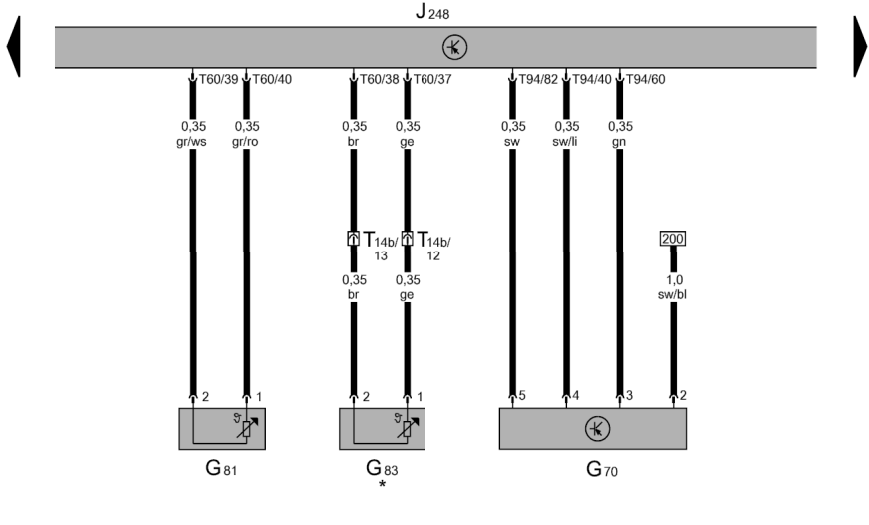 J248
T60/39 T60/40 T60/38 T60/37 T94/82 T94/40 T94/60
0,35 0,35 0,35 0,35 0,35 0,35 0,35
gr/ws gr/ro br ge sw sw/li gn
T14b/ T14b/ 200
13 12
0,35 0,35 1,0
br ge sw/bl
2 1 2 1 5 4 3 2
ϑ ϑ
G81 G83 G70
*